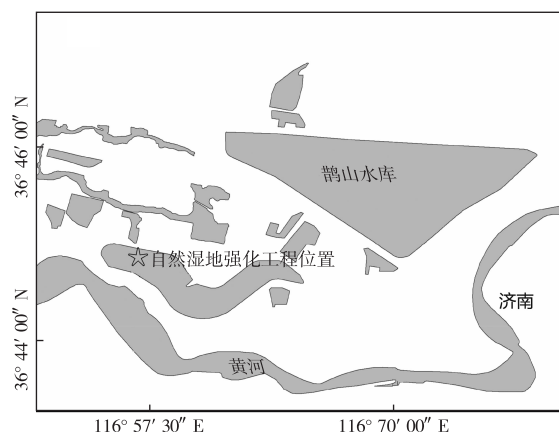 36° 46′ 00″ N
鹊山水库
☆自然湿地强化工程位置
济南
36° 44′ 00″ N
黄河
116° 57′ 30″ E
116° 70′ 00″ E